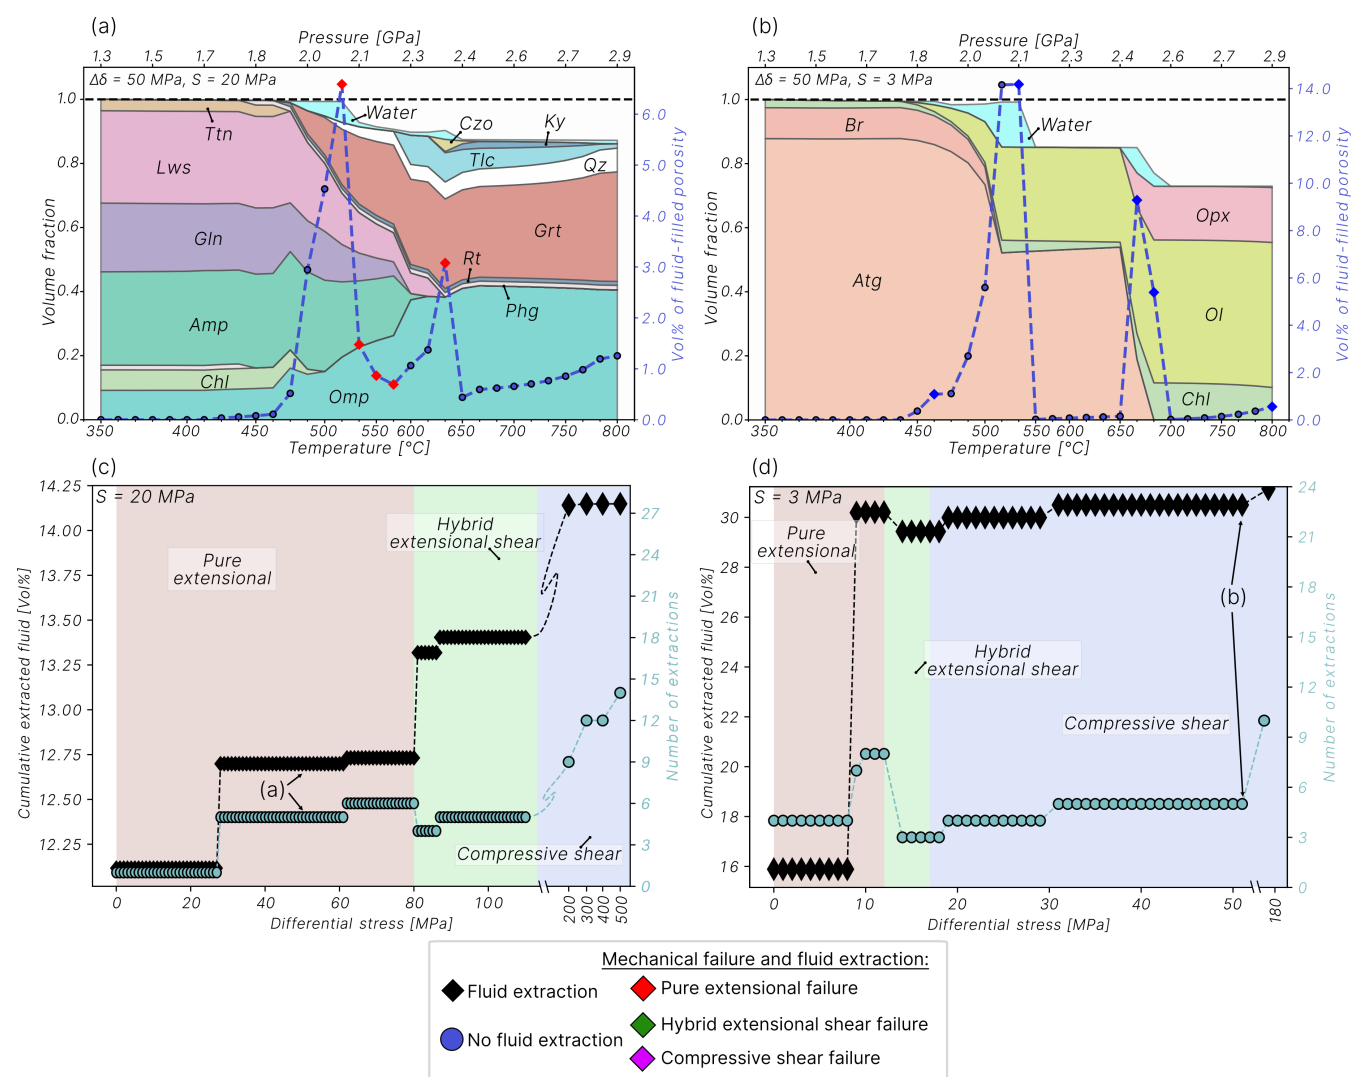 (a)
Pressure [GPa]
1.3 1.5 1.7 1.8 2.0 2.1 2.3 2.4 2.6 2.7 2.9
Δδ = 50 MPa, S = 20 MPa
1.0
0.8
0.6
0.4
0.2
0.0
Volume fraction
Ttn
Lws
Gln
Amp
Chl
Omp
Water
Czo
Ky
Tlc
Qz
Grt
Rt
Phg
6.0
5.0
4.0
3.0
2.0
1.0
0.0
Vol% of fluid-filled porosity
350 400 450 500 550 600 650 700 750 800
Temperature [°C]
(b)
Pressure [GPa]
1.3 1.5 1.7 1.8 2.0 2.1 2.4 2.6 2.7 2.9
Δδ = 50 MPa, S = 3 MPa
1.0
0.8
0.6
0.4
0.2
0.0
Volume fraction
Br
Atg
Water
Opx
Ol
Chl
14.0
12.0
10.0
8.0
6.0
4.0
2.0
0.0
Vol% of fluid-filled porosity
350 400 450 500 550 600 650 700 750 800
Temperature [°C]
(c)
S = 20 MPa
14.25
14.00
13.75
13.50
13.25
13.00
12.75
12.50
12.25
Cumulative extracted fluid [Vol%]
Pure
extensional
Hybrid
extensional shear
(a)
Compressive shear
27
24
21
18
15
12
9
6
3
0
Number of extractions
0 20 40 60 80 100 200 300 400 500
Differential stress [MPa]
(d)
S = 3 MPa
30
28
26
24
22
20
18
16
Cumulative extracted fluid [Vol%]
Pure
extensional
(b)
Hybrid
extensional shear
Compressive shear
24
21
18
15
12
9
6
3
0
Number of extractions
0 10 20 30 40 50 180
Differential stress [MPa]
Mechanical failure and fluid extraction:
Fluid extraction
Pure extensional failure
No fluid extraction
Hybrid extensional shear failure
Compressive shear failure